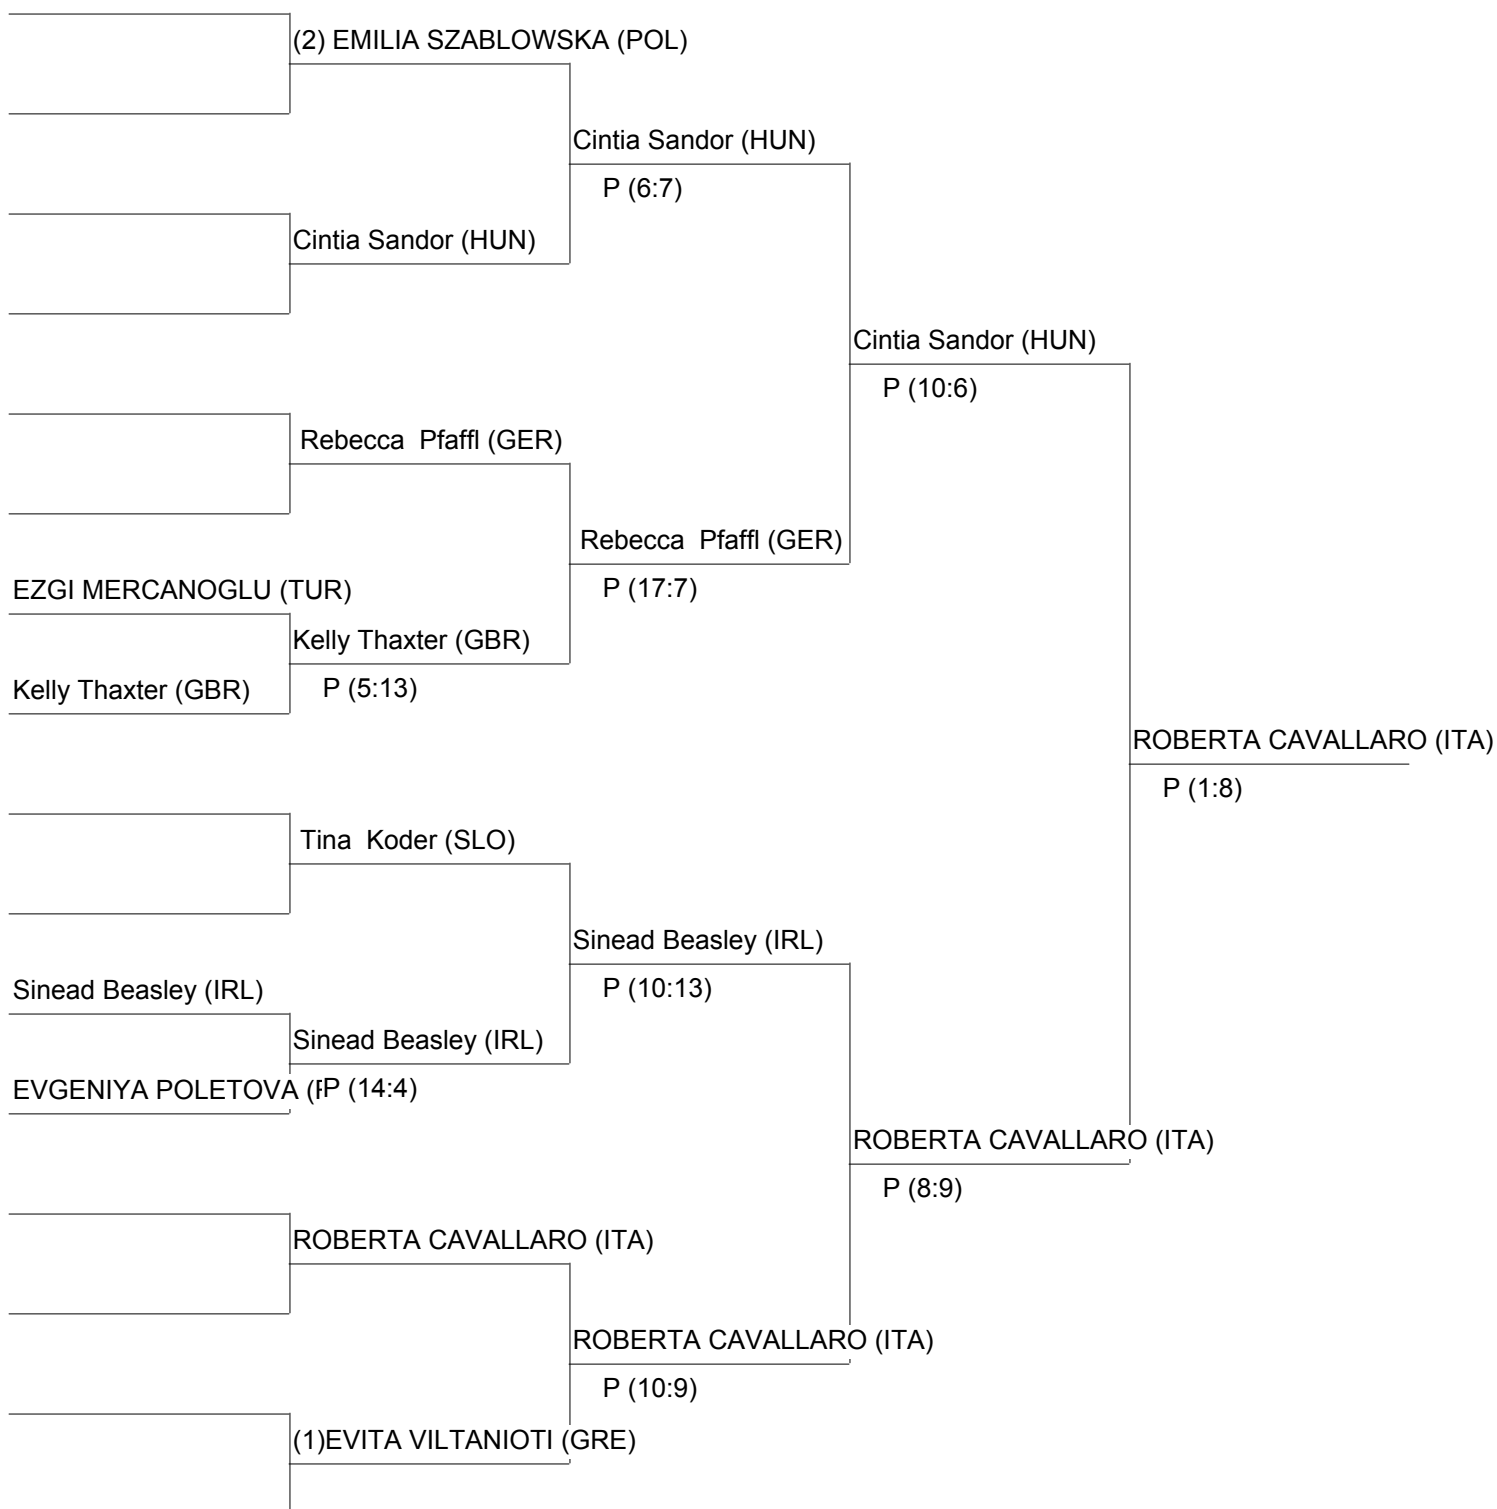 (2) EMILIA SZABLOWSKA (POL)
Cintia Sandor (HUN)
P (6:7)
Cintia Sandor (HUN)
Cintia Sandor (HUN)
P (10:6)
Rebecca Pfaffl (GER)
Rebecca Pfaffl (GER)
EZGI MERCANOGLU (TUR)
P (17:7)
Kelly Thaxter (GBR)
Kelly Thaxter (GBR)
P (5:13)
ROBERTA CAVALLARO (ITA)
P (1:8)
Tina Koder (SLO)
Sinead Beasley (IRL)
Sinead Beasley (IRL)
P (10:13)
Sinead Beasley (IRL)
EVGENIYA POLETOVA (
P (14:4)
ROBERTA CAVALLARO (ITA)
P (8:9)
ROBERTA CAVALLARO (ITA)
ROBERTA CAVALLARO (ITA)
P (10:9)
(1)EVITA VILTANIOTI (GRE)